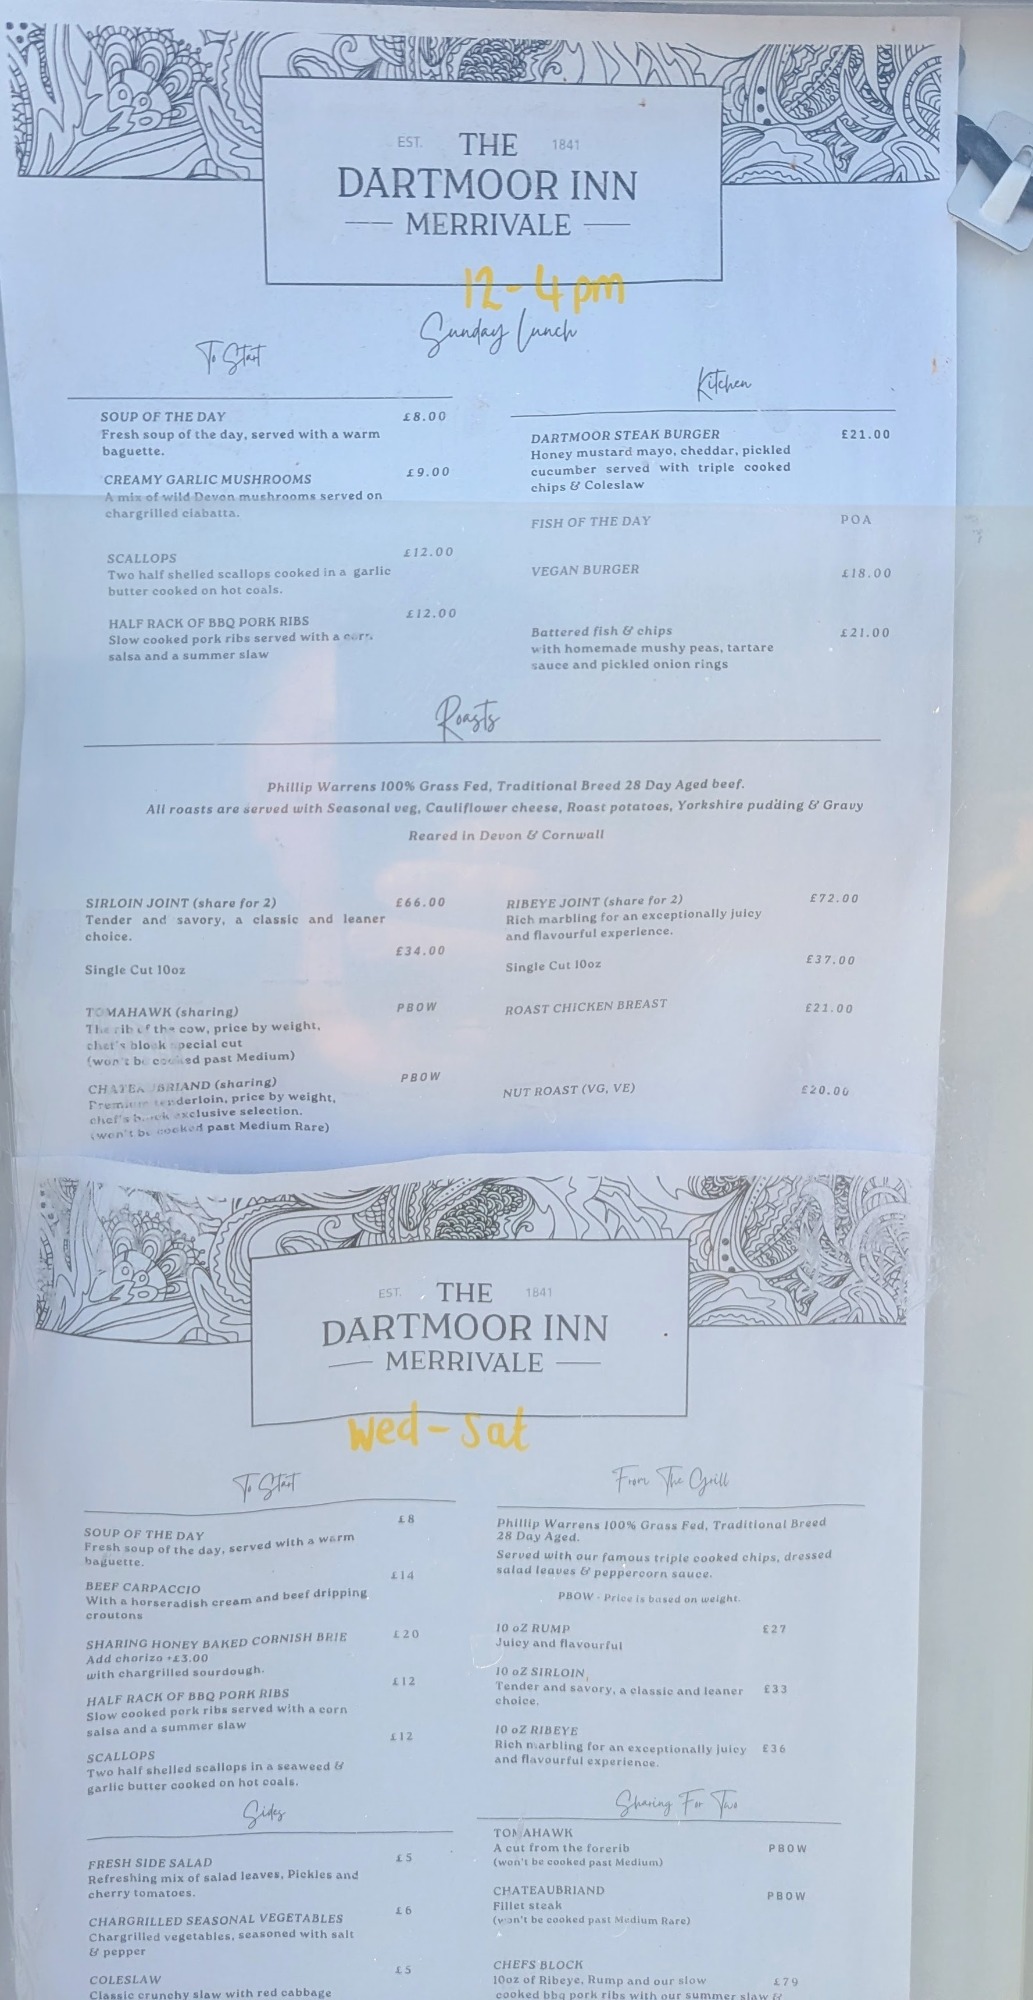 EST. THE 1841
DARTMOOR INN
MERRIVALE
12-4pm
Sunday Lunch
To Start
SOUP OF THE DAY £8.00
Fresh soup of the day, served with a warm
baguette.
CREAMY GARLIC MUSHROOMS £9.00
A mix of wild Devon mushrooms served on
chargrilled ciabatta.
SCALLOPS £12.00
Two half shelled scallops cooked in a garlic
butter cooked on hot coals.
HALF RACK OF BBQ PORK RIBS £12.00
Slow cooked pork ribs served with a corn
salsa and a summer slaw
Kitchen
DARTMOOR STEAK BURGER £21.00
Honey mustard mayo, cheddar, pickled
cucumber served with triple cooked
chips & Coleslaw
FISH OF THE DAY POA
VEGAN BURGER £18.00
Battered fish & chips £21.00
with homemade mushy peas, tartare
sauce and pickled onion rings
Roasts
Phillip Warrens 100% Grass Fed, Traditional Breed 28 Day Aged beef.
All roasts are served with Seasonal veg, Cauliflower cheese, Roast potatoes, Yorkshire pudding & Gravy
Reared in Devon & Cornwall
SIRLOIN JOINT (share for 2) £66.00
Tender and savory, a classic and leaner
choice.
£34.00
Single Cut 10oz
TOMAHAWK (sharing) PBOW
The rib of the cow, price by weight,
chef's block special cut
(won't be cooked past Medium)
CHATEAUBRIAND (sharing) PBOW
Premium tenderloin, price by weight,
chef's block exclusive selection.
(won't be cooked past Medium Rare)
RIBEYE JOINT (share for 2) £72.00
Rich marbling for an exceptionally juicy
and flavourful experience.
Single Cut 10oz £37.00
ROAST CHICKEN BREAST £21.00
NUT ROAST (VG, VE) £20.00
EST. THE 1841
DARTMOOR INN
MERRIVALE
Wed-Sat
To Start
SOUP OF THE DAY £8
Fresh soup of the day, served with a warm
baguette.
BEEF CARPACCIO £14
With a horseradish cream and beef dripping
croutons
SHARING HONEY BAKED CORNISH BRIE £20
Add chorizo +£3.00
with chargrilled sourdough.
HALF RACK OF BBQ PORK RIBS £12
Slow cooked pork ribs served with a corn
salsa and a summer slaw
SCALLOPS £12
Two half shelled scallops in a seaweed &
garlic butter cooked on hot coals.
Sides
FRESH SIDE SALAD £5
Refreshing mix of salad leaves, Pickles and
cherry tomatoes.
CHARGRILLED SEASONAL VEGETABLES £6
Chargrilled vegetables, seasoned with salt
& pepper
COLESLAW £5
Classic crunchy slaw with red cabbage
From The Grill
Phillip Warrens 100% Grass Fed, Traditional Breed
28 Day Aged.
Served with our famous triple cooked chips, dressed
salad leaves & peppercorn sauce.
PBOW - Price is based on weight.
10 oZ RUMP £27
Juicy and flavourful
10 oZ SIRLOIN
Tender and savory, a classic and leaner £33
choice.
10 oZ RIBEYE
Rich marbling for an exceptionally juicy £36
and flavourful experience.
Sharing For Two
TOMAHAWK
A cut from the forerib PBOW
(won't be cooked past Medium)
CHATEAUBRIAND PBOW
Fillet steak
(won't be cooked past Medium Rare)
CHEFS BLOCK
10oz of Ribeye, Rump and our slow £79
cooked bbq pork ribs with our summer slaw &